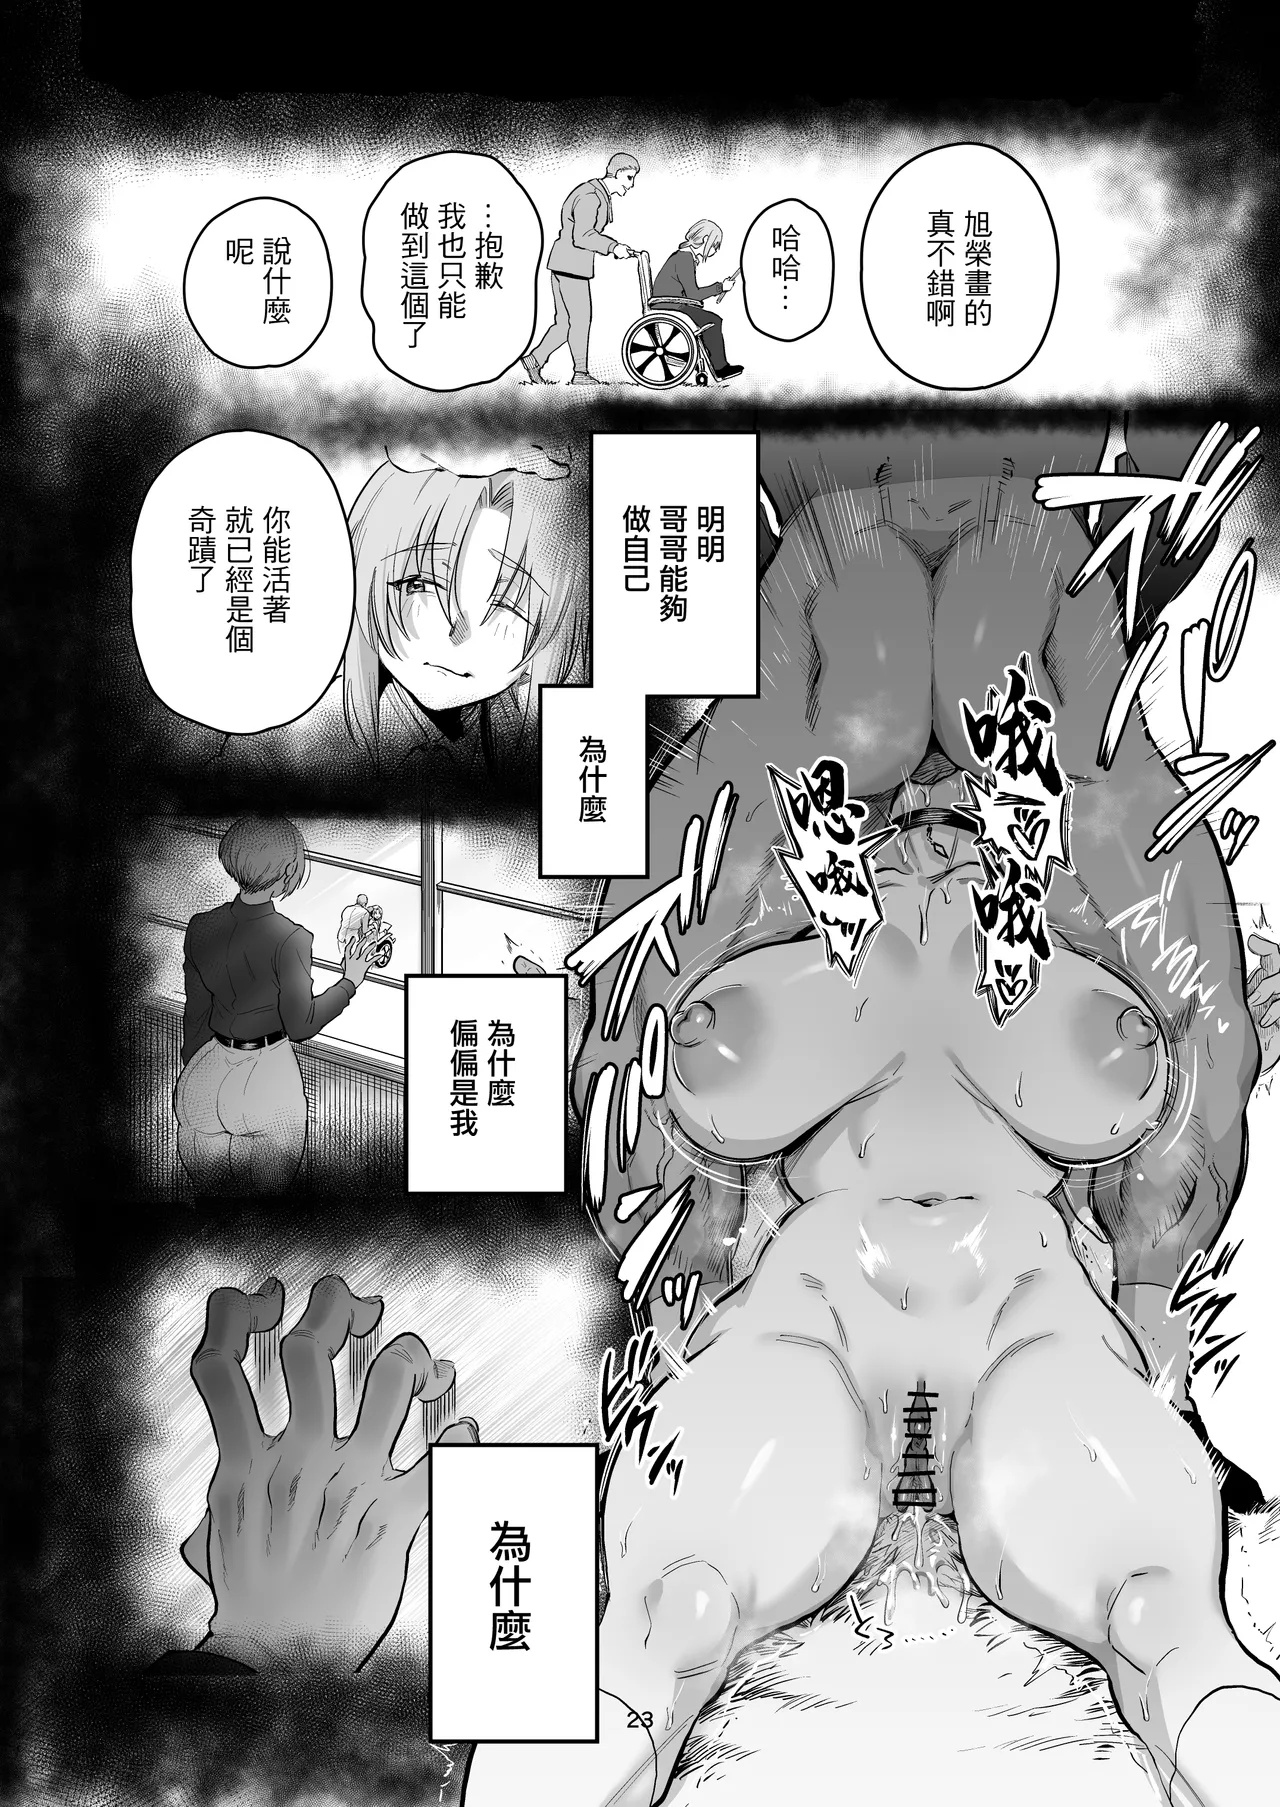 旭榮畫的
真不錯啊
哈哈…
…抱歉
我也只能
做到這個了
說什麼
呢
你能活著
就已經是個
奇蹟了
明明
哥哥能夠
做自己
為什麼
哦
哦
嗯
哦
為什麼
偏偏是我
為什麼
23